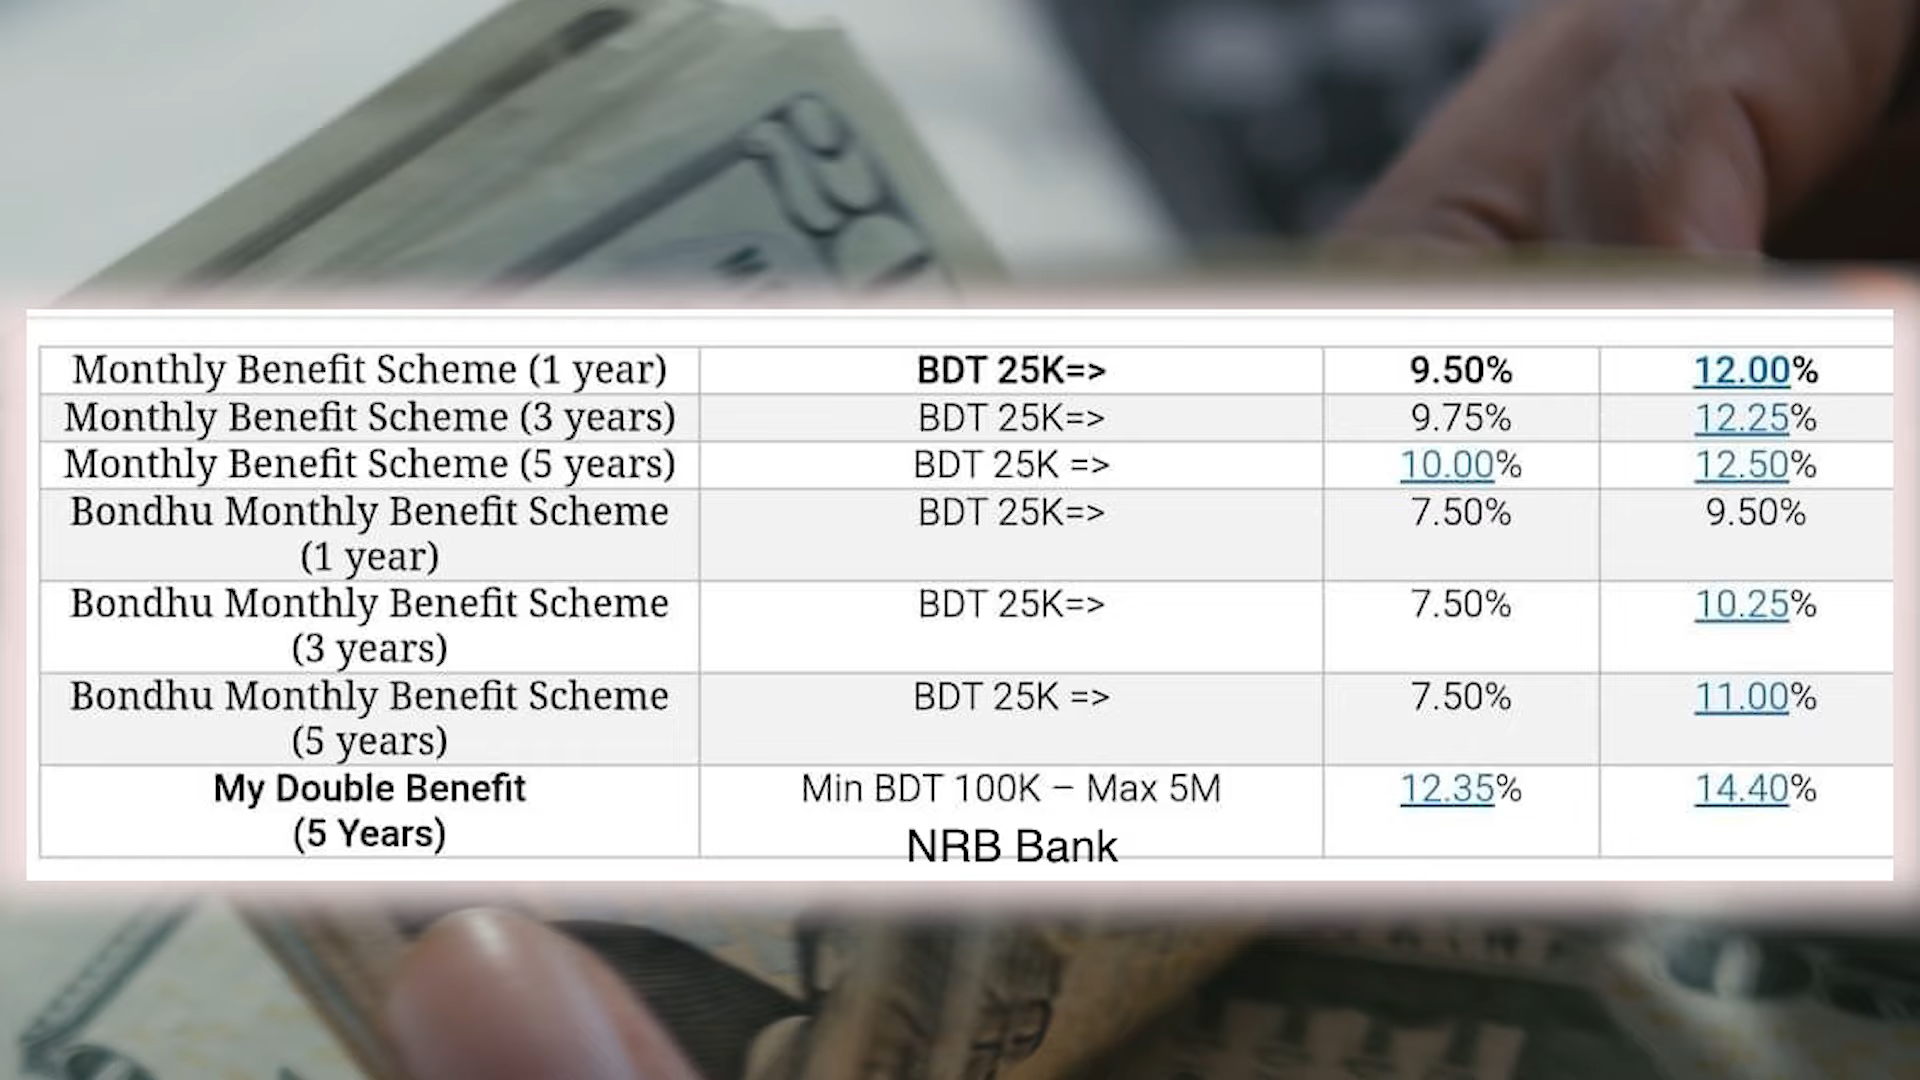 Monthly Benefit Scheme (1 year) BDT 25K=> 9.50% 12.00%
Monthly Benefit Scheme (3 years) BDT 25K=> 9.75% 12.25%
Monthly Benefit Scheme (5 years) BDT 25K => 10.00% 12.50%
Bondhu Monthly Benefit Scheme BDT 25K=> 7.50% 9.50%
(1 year)
Bondhu Monthly Benefit Scheme BDT 25K=> 7.50% 10.25%
(3 years)
Bondhu Monthly Benefit Scheme BDT 25K => 7.50% 11.00%
(5 years)
My Double Benefit Min BDT 100K – Max 5M 12.35% 14.40%
(5 Years)
NRB Bank